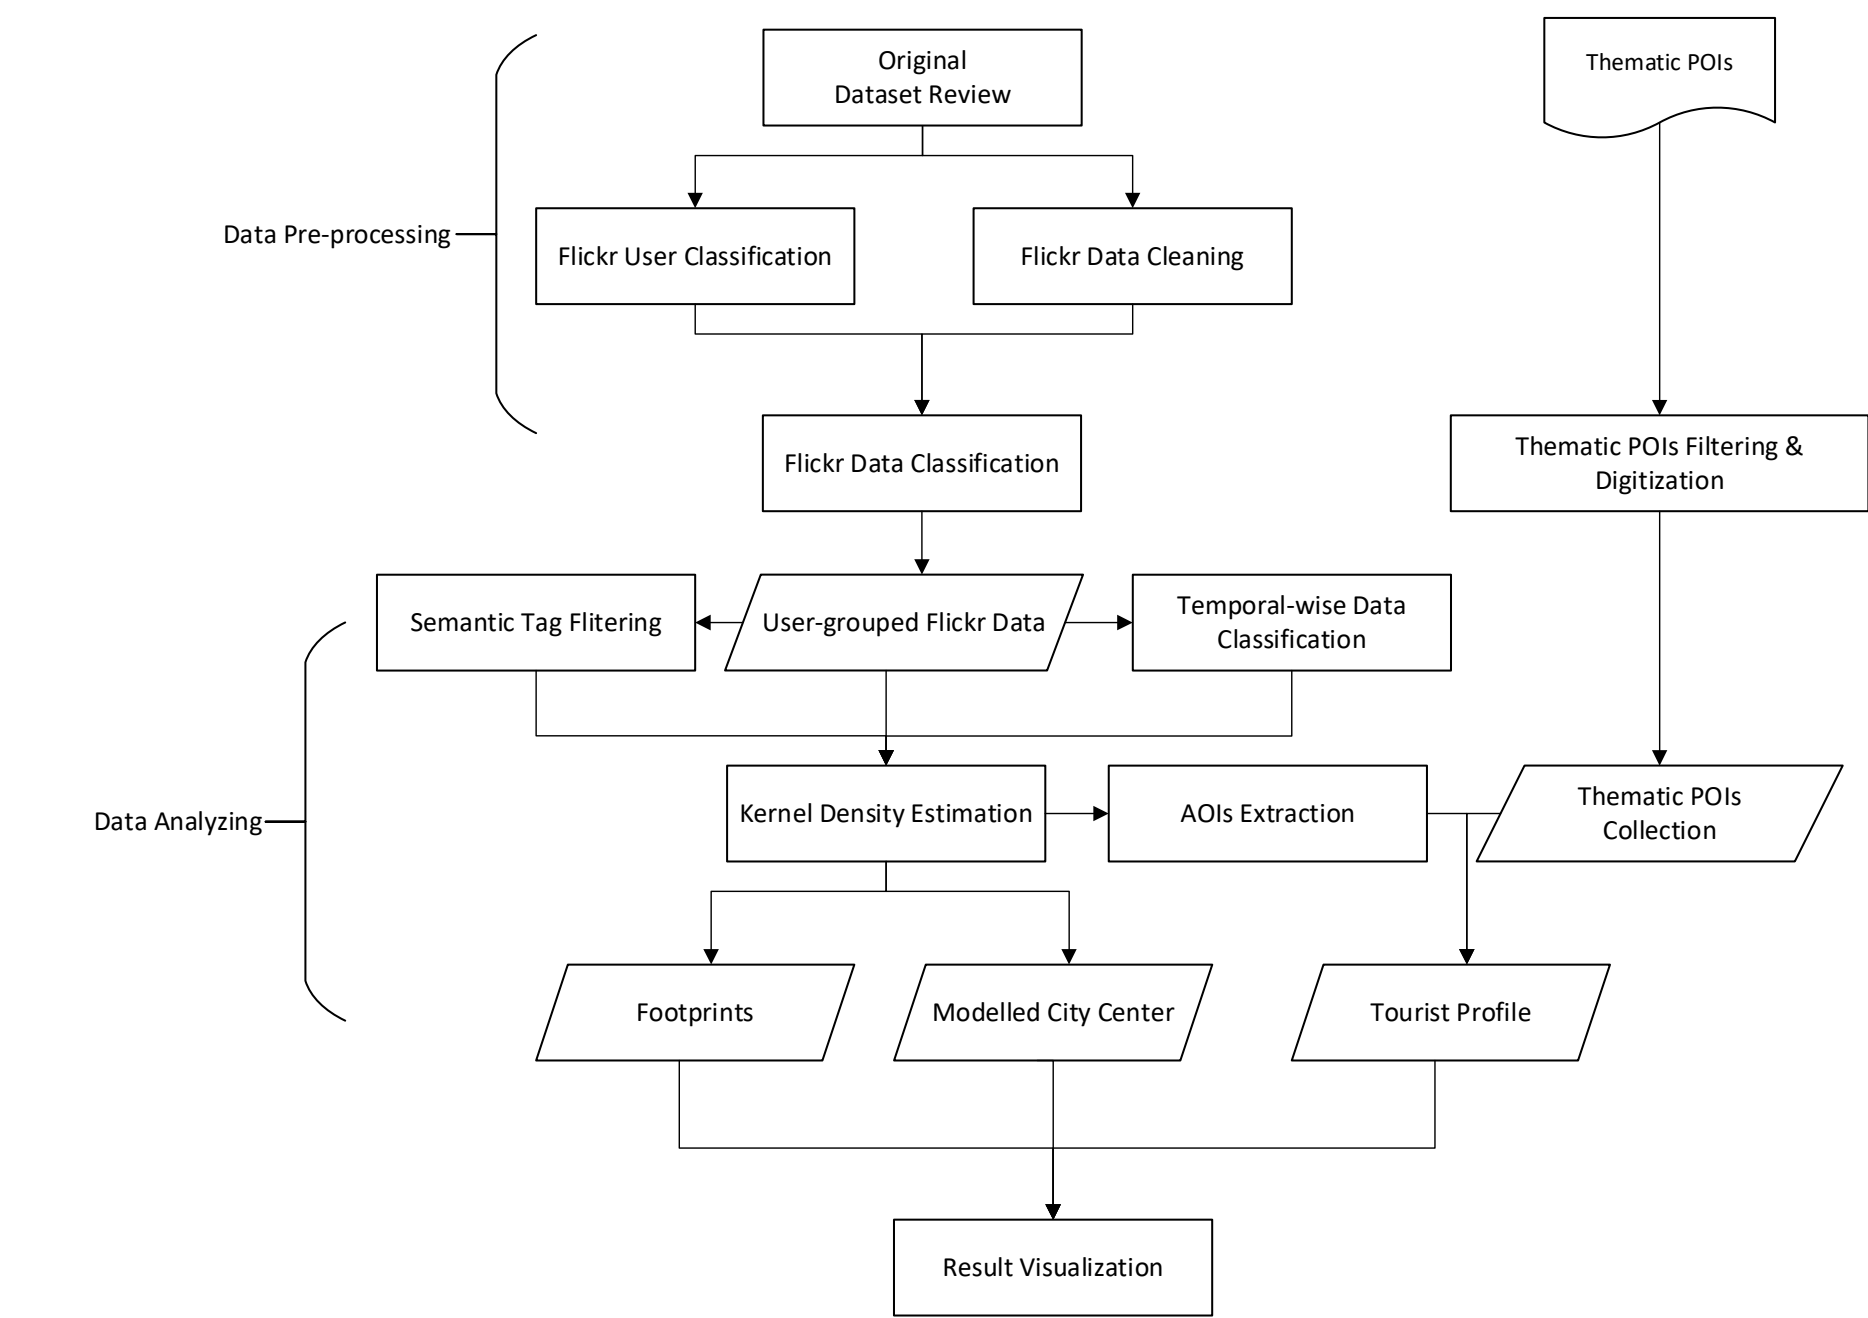 Original
Dataset Review
Thematic POIs
Data Pre-processing
Flickr User Classification
Flickr Data Cleaning
Flickr Data Classification
Thematic POIs Filtering &
Digitization
Semantic Tag Flitering
User-grouped Flickr Data
Temporal-wise Data
Classification
Data Analyzing
Kernel Density Estimation
AOIs Extraction
Thematic POIs
Collection
Footprints
Modelled City Center
Tourist Profile
Result Visualization